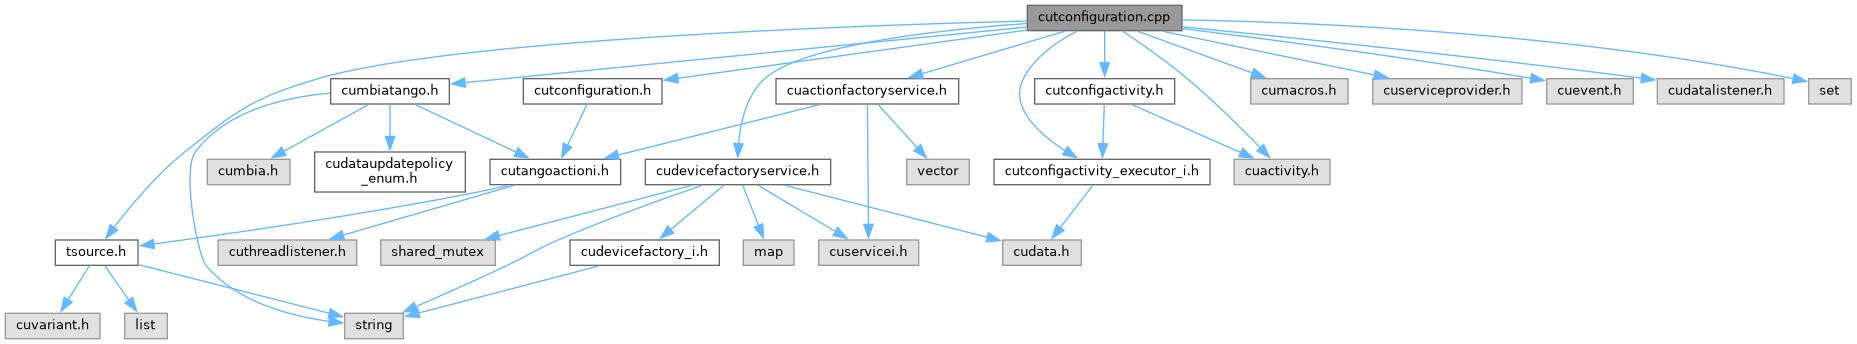 cutconfiguration.cpp
cumbiatango.h
cutconfiguration.h
cuactionfactoryservice.h
cutconfigactivity.h
cumacros.h
cuserviceprovider.h
cuevent.h
cudatalistener.h
set
cumbia.h
cudataupdatepolicy
_enum.h
cutangoactioni.h
cudevicefactoryservice.h
vector
cutconfigactivity_executor_i.h
cuactivity.h
tsource.h
cuthreadlistener.h
shared_mutex
cudevicefactory_i.h
map
cuservicei.h
cudata.h
cuvariant.h
list
string